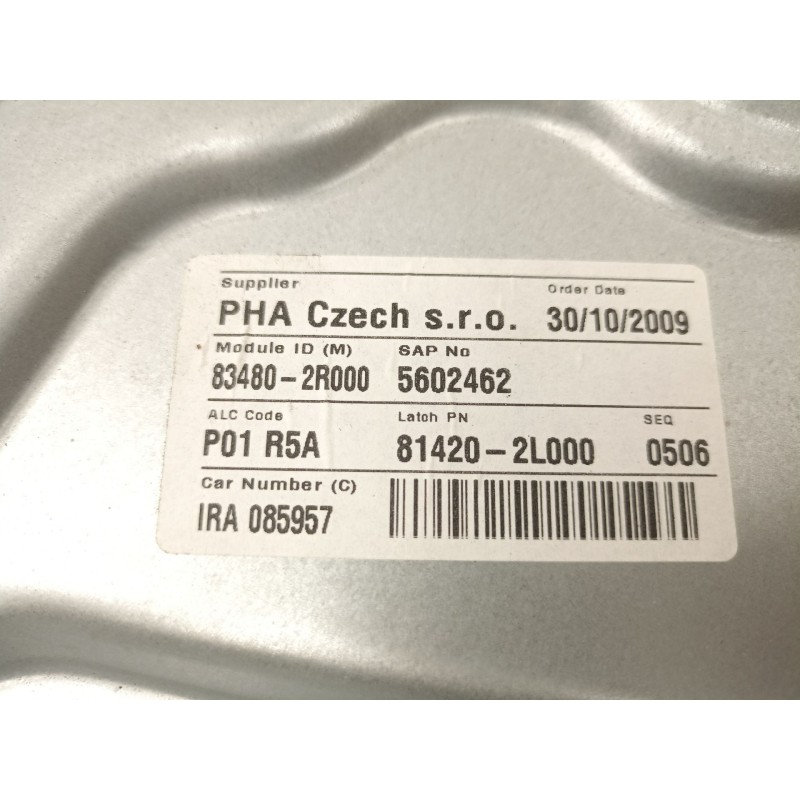 Supplier Order Date
PHA Czech s.r.o. 30/10/2009
Module ID (M) SAP No
83480-2R000 5602462
ALC Code Latch PN SEQ
P01 R5A 81420-2L000 0506
Car Number (C)
IRA 085957